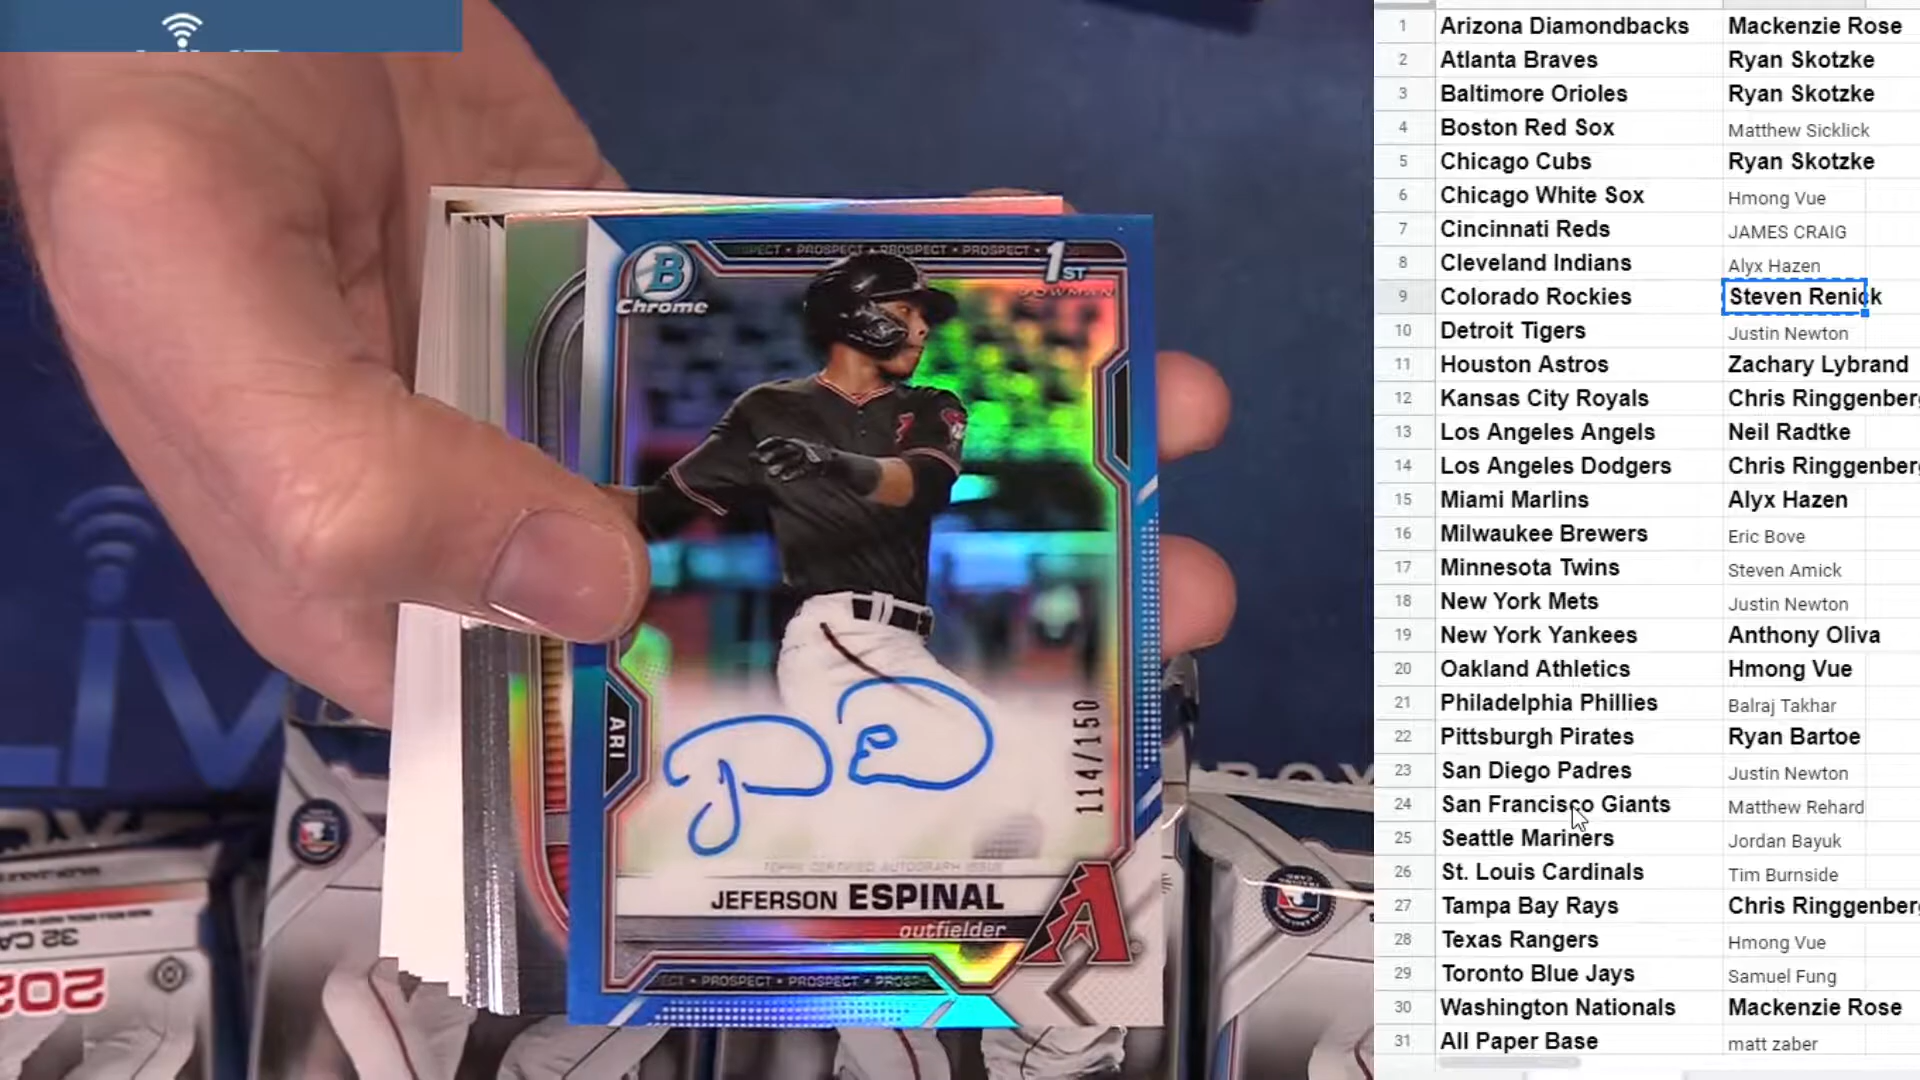 PROSPECT • PROSPECT • PROSPECT
1ST
BOWMAN
B
Chrome
ARI
114/150
TOPPS CERTIFIED AUTOGRAPH ISSUE
JEFERSON ESPINAL
outfielder
PROSPECT • PROSPECT
32 CA
202
1 Arizona Diamondbacks Mackenzie Rose
2 Atlanta Braves Ryan Skotzke
3 Baltimore Orioles Ryan Skotzke
4 Boston Red Sox Matthew Sicklick
5 Chicago Cubs Ryan Skotzke
6 Chicago White Sox Hmong Vue
7 Cincinnati Reds JAMES CRAIG
8 Cleveland Indians Alyx Hazen
9 Colorado Rockies Steven Renick
10 Detroit Tigers Justin Newton
11 Houston Astros Zachary Lybrand
12 Kansas City Royals Chris Ringgenber
13 Los Angeles Angels Neil Radtke
14 Los Angeles Dodgers Chris Ringgenber
15 Miami Marlins Alyx Hazen
16 Milwaukee Brewers Eric Bove
17 Minnesota Twins Steven Amick
18 New York Mets Justin Newton
19 New York Yankees Anthony Oliva
20 Oakland Athletics Hmong Vue
21 Philadelphia Phillies Balraj Takhar
22 Pittsburgh Pirates Ryan Bartoe
23 San Diego Padres Justin Newton
24 San Francisco Giants Matthew Rehard
25 Seattle Mariners Jordan Bayuk
26 St. Louis Cardinals Tim Burnside
27 Tampa Bay Rays Chris Ringgenber
28 Texas Rangers Hmong Vue
29 Toronto Blue Jays Samuel Fung
30 Washington Nationals Mackenzie Rose
31 All Paper Base matt zaber